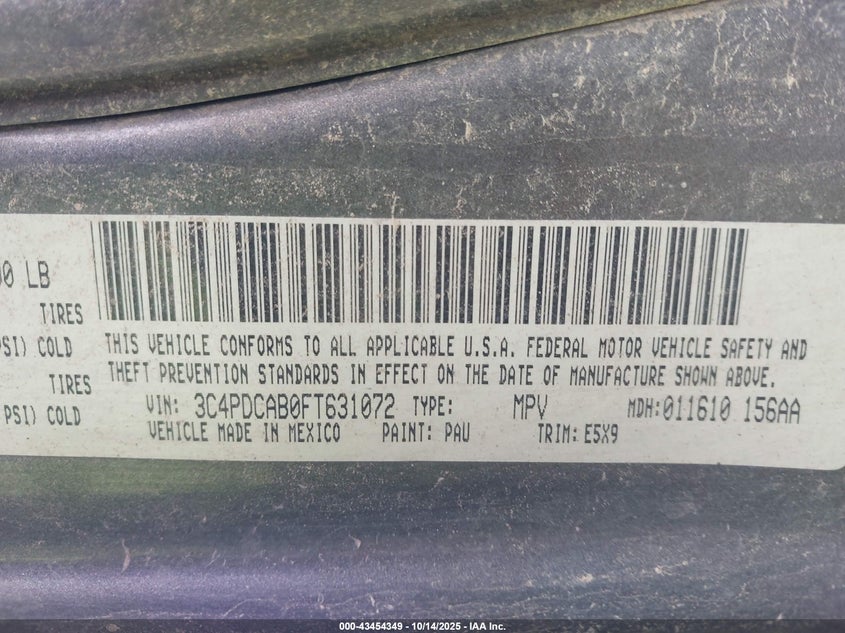 00 LB
TIRES
PSI) COLD
TIRES
PSI) COLD
THIS VEHICLE CONFORMS TO ALL APPLICABLE U.S.A. FEDERAL MOTOR VEHICLE SAFETY AND
THEFT PREVENTION STANDARDS IN EFFECT ON THE DATE OF MANUFACTURE SHOWN ABOVE.
VIN: 3C4PDCAB0FT631072 TYPE: MPV MDH:011610 156AA
VEHICLE MADE IN MEXICO PAINT: PAU TRIM: E5X9
000-43454349 - 10/14/2025 - IAA Inc.